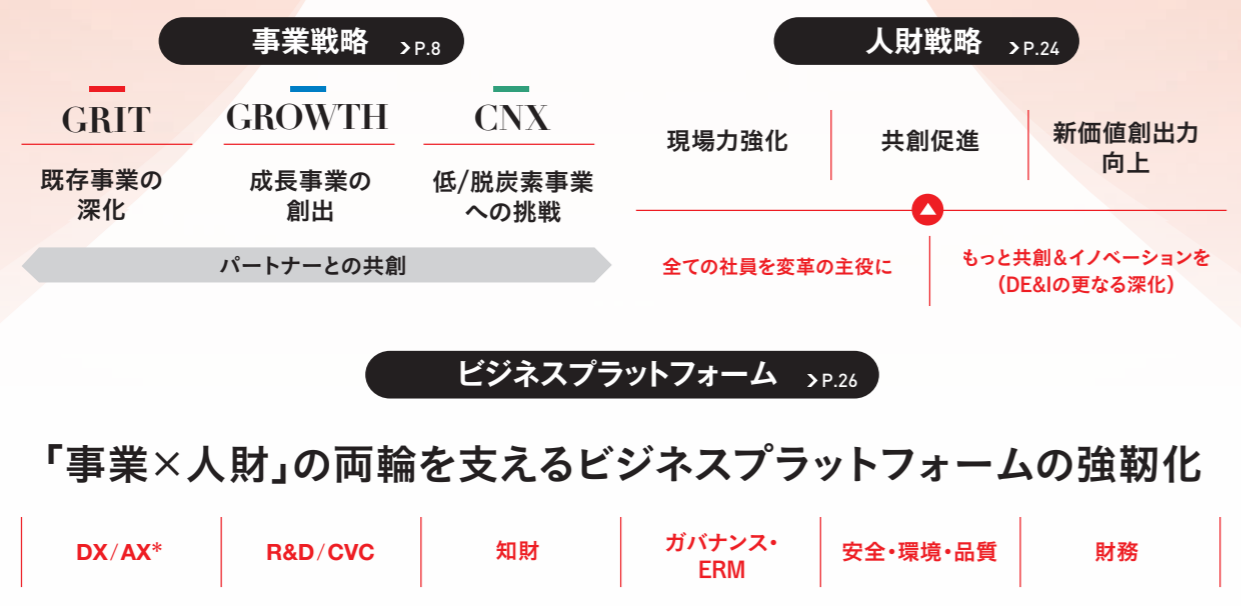 事業戦略 >P.8
GRIT
既存事業の
深化
GROWTH
成長事業の
創出
CNX
低/脱炭素事業
への挑戦
パートナーとの共創
人財戦略 >P.24
現場力強化
共創促進
新価値創出力
向上
全ての社員を変革の主役に
もっと共創&イノベーションを
(DE&Iの更なる深化)
ビジネスプラットフォーム >P.26
「事業×人財」の両輪を支えるビジネスプラットフォームの強靭化
DX/AX*
R&D/CVC
知財
ガバナンス・
ERM
安全・環境・品質
財務